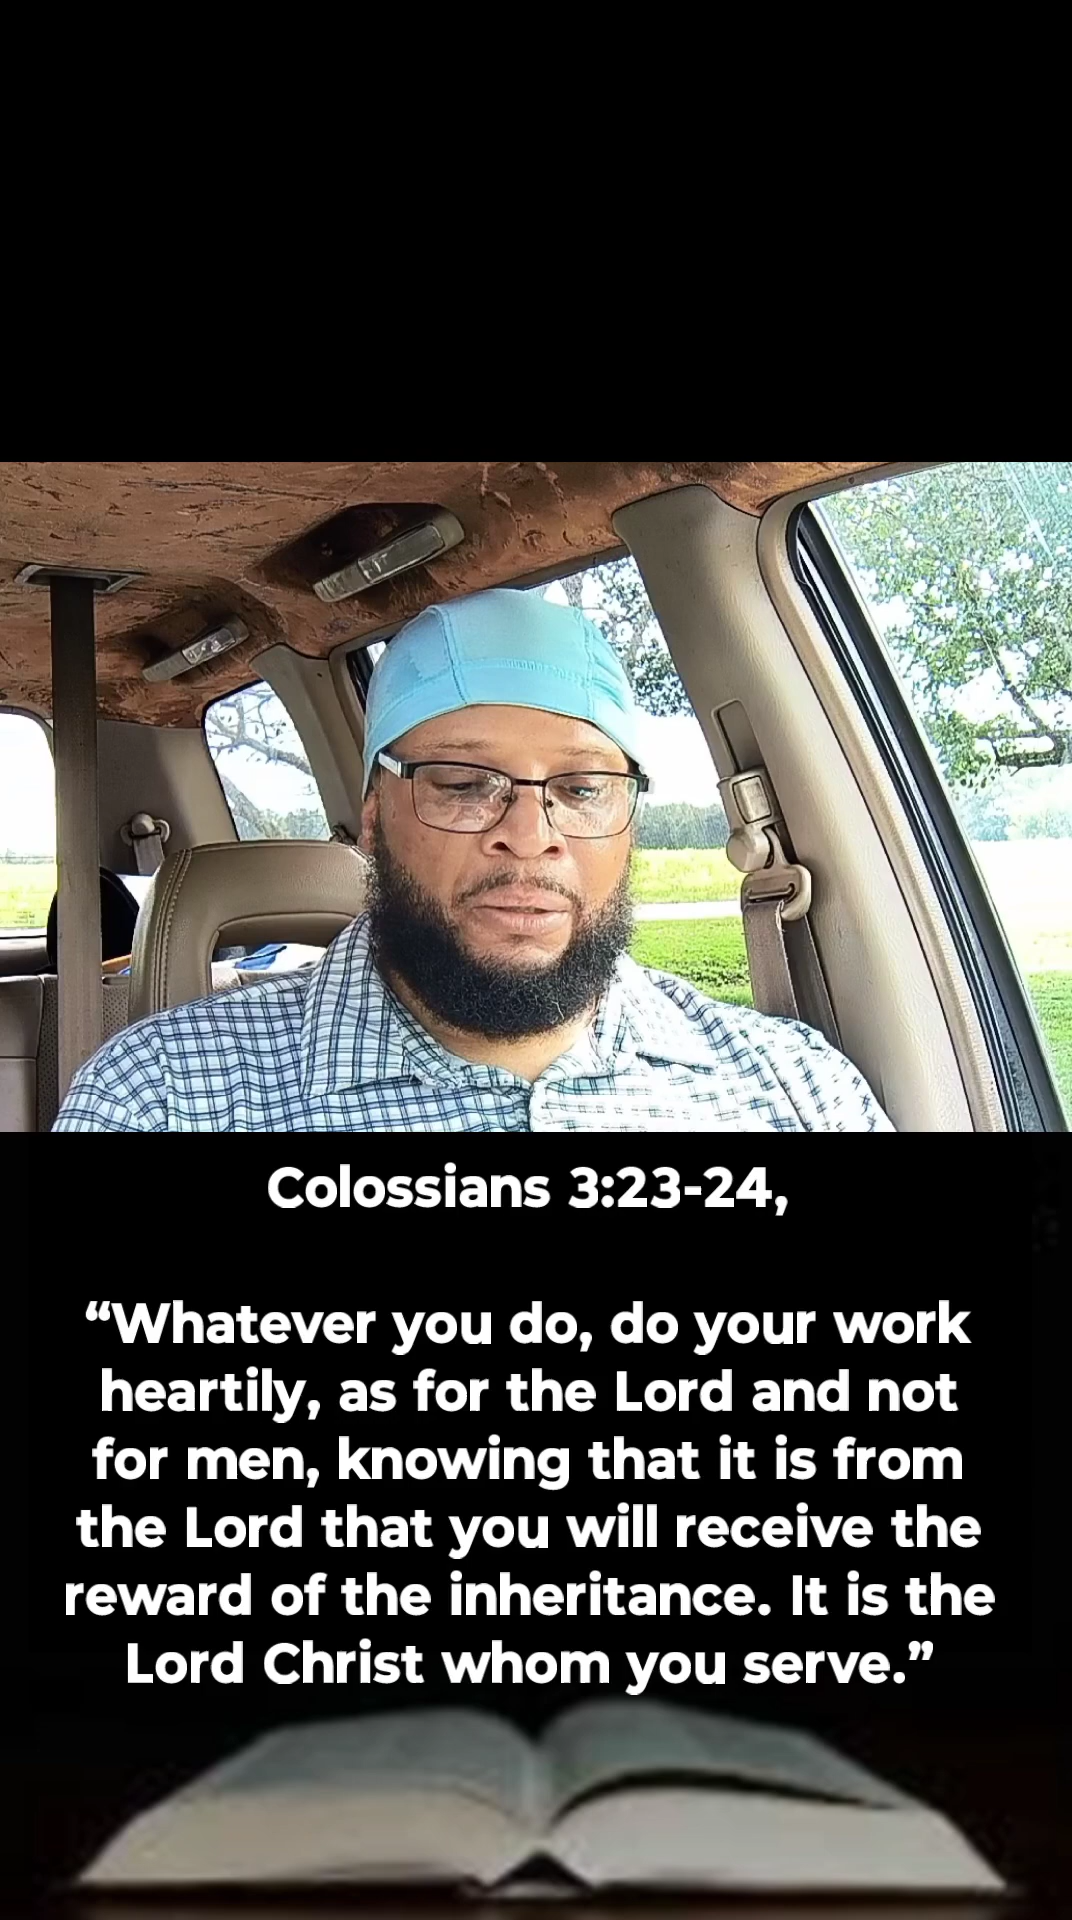 Colossians 3:23-24,
“Whatever you do, do your work
heartily, as for the Lord and not
for men, knowing that it is from
the Lord that you will receive the
reward of the inheritance. It is the
Lord Christ whom you serve.”